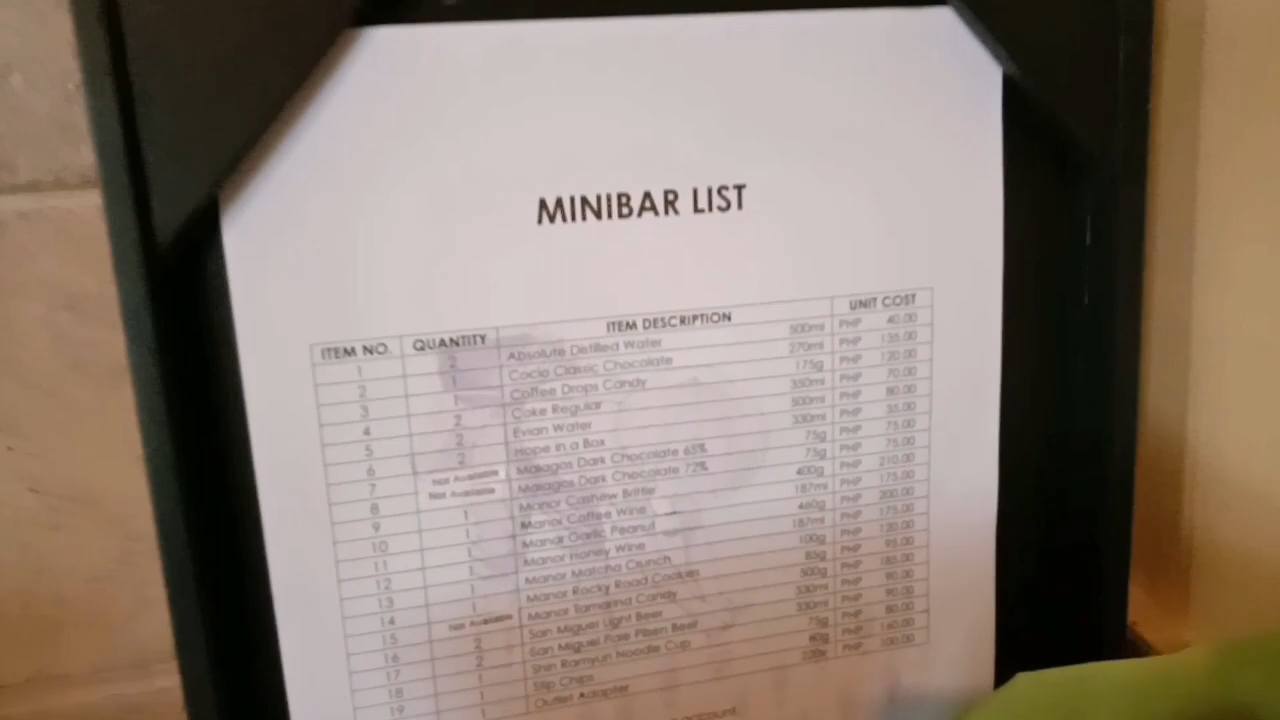 MINIBAR LIST
ITEM NO. QUANTITY ITEM DESCRIPTION UNIT COST
1 2 Absolute Distilled Water 500ml PHP 40.00
2 1 Cocio Classic Chocolate 270ml PHP 135.00
3 1 Coffee Drops Candy 175g PHP 120.00
4 2 Coke Regular 350ml PHP 70.00
5 2 Evian Water 500ml PHP 80.00
6 2 Hope in a Box 330ml PHP 35.00
7 Not Available Malagos Dark Chocolate 65% 75g PHP 75.00
8 Not Available Malagos Dark Chocolate 72% 75g PHP 75.00
9 1 Manor Cashew Brittle 400g PHP 210.00
10 1 Manor Coffee Wine 187ml PHP 175.00
11 1 Manor Garlic Peanut 460g PHP 200.00
12 1 Manor Honey Wine 187ml PHP 175.00
13 1 Manor Matcha Crunch 100g PHP 120.00
14 1 Manor Rocky Road Cookies 85g PHP 95.00
15 Not Available Manor Tamarind Candy 500g PHP 185.00
16 2 San Miguel Light Beer 330ml PHP 90.00
17 2 San Miguel Pale Pilsen Beer 330ml PHP 90.00
18 1 Shin Ramyun Noodle Cup 75g PHP 80.00
19 1 Chips 60g PHP 160.00
Outlet Adapter PHP 100.00
account